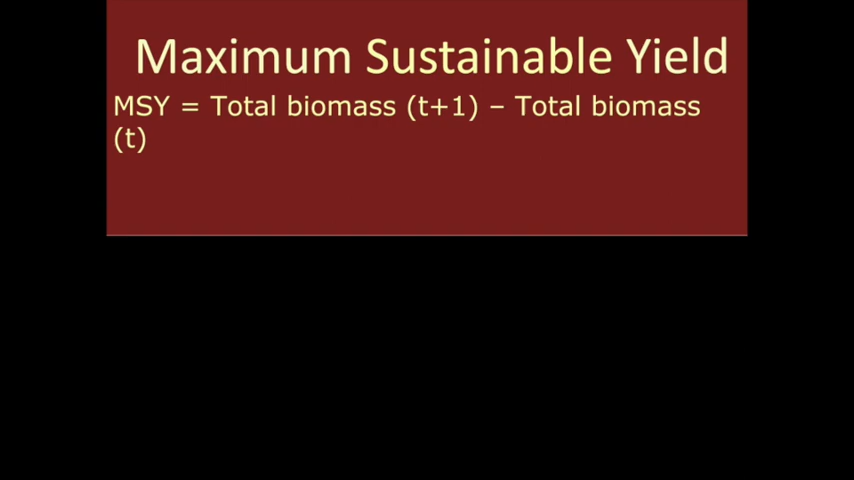 Maximum Sustainable Yield
MSY = Total biomass (t+1) – Total biomass
(t)